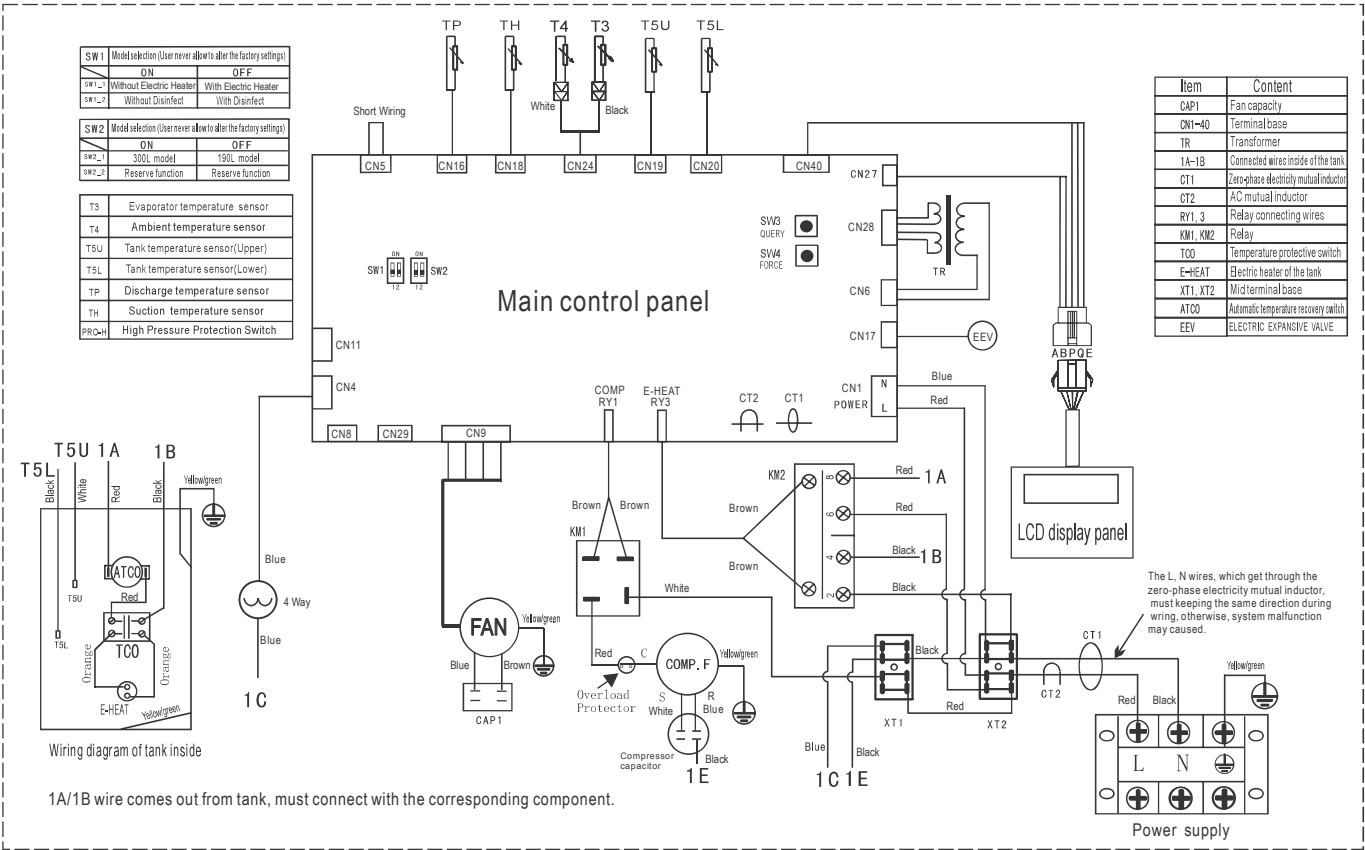 TP TH T4 T3 T5U T5L
White Black
SW1 Model selection (User never allow to alter the factory settings)
ON OFF
SW1_1 Without Electric Heater With Electric Heater
SW1_2 Without Disinfect With Disinfect
SW2 Model selection (User never allow to alter the factory settings)
ON OFF
SW2_1 300L model 190L model
SW2_2 Reserve function Reserve function
T3 Evaporator temperature sensor
T4 Ambient temperature sensor
T5U Tank temperature sensor(Upper)
T5L Tank temperature sensor(Lower)
TP Discharge temperature sensor
TH Suction temperature sensor
PRO-H High Pressure Protection Switch
Item Content
CAP1 Fan capacity
CN1-40 Terminal base
TR Transformer
1A-1B Connected wires inside of the tank
CT1 Zero-phase electricity mutual inductor
CT2 AC mutual inductor
RY1, 3 Relay connecting wires
KM1, KM2 Relay
TCO Temperature protective switch
E-HEAT Electric heater of the tank
XT1, XT2 Mid terminal base
ATCO Automatic temperature recovery switch
EEV ELECTRIC EXPANSIVE VALVE
Short Wiring
CN5 CN16 CN18 CN24 CN19 CN20 CN40
CN27
SW3
QUERY
CN28
SW4
FORCE
TR
ON ON
SW1 SW2
12 12
Main control panel
CN6
CN17 EEV
CN11
CN4
CN1 N
POWER L
Blue
Red
COMP
RY1
E-HEAT
RY3
CT2 CT1
CN8 CN29 CN9
ABPQE
LCD display panel
T5L T5U 1A 1B
Black White Red Black Yellow/green
ATCO
Red
T5U
T5L
TCO
Orange Orange
E-HEAT
Yellow/green
Wiring diagram of tank inside
Blue
4 Way
Blue
1C
FAN
Yellow/green
Blue Brown
CAP1
Brown Brown
KM1
White
Red C COMP.F Yellow/green
Overload
Protector
S R
White Blue
Compressor
capacitor
Black
1E
KM2
Brown
Brown
8 Red 1A
6 Red
4 Black 1B
2 Black
Black
Red
XT1 XT2
Blue Black
1C 1E
CT2
CT1
The L, N wires, which get through the
zero-phase electricity mutual inductor,
must keeping the same direction during
wiring, otherwise, system malfunction
may caused.
Red Black Yellow/green
L N
Power supply
1A/1B wire comes out from tank, must connect with the corresponding component.